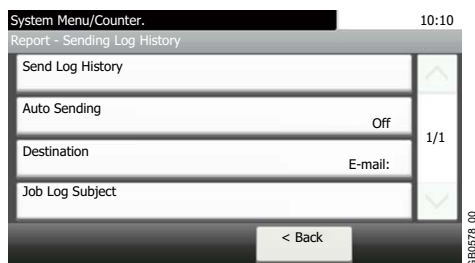 System Menu/Counter.
10:10
Report - Sending Log History
Send Log History
Auto Sending
Off
1/1
Destination
E-mail:
Job Log Subject
< Back
GB0578_00